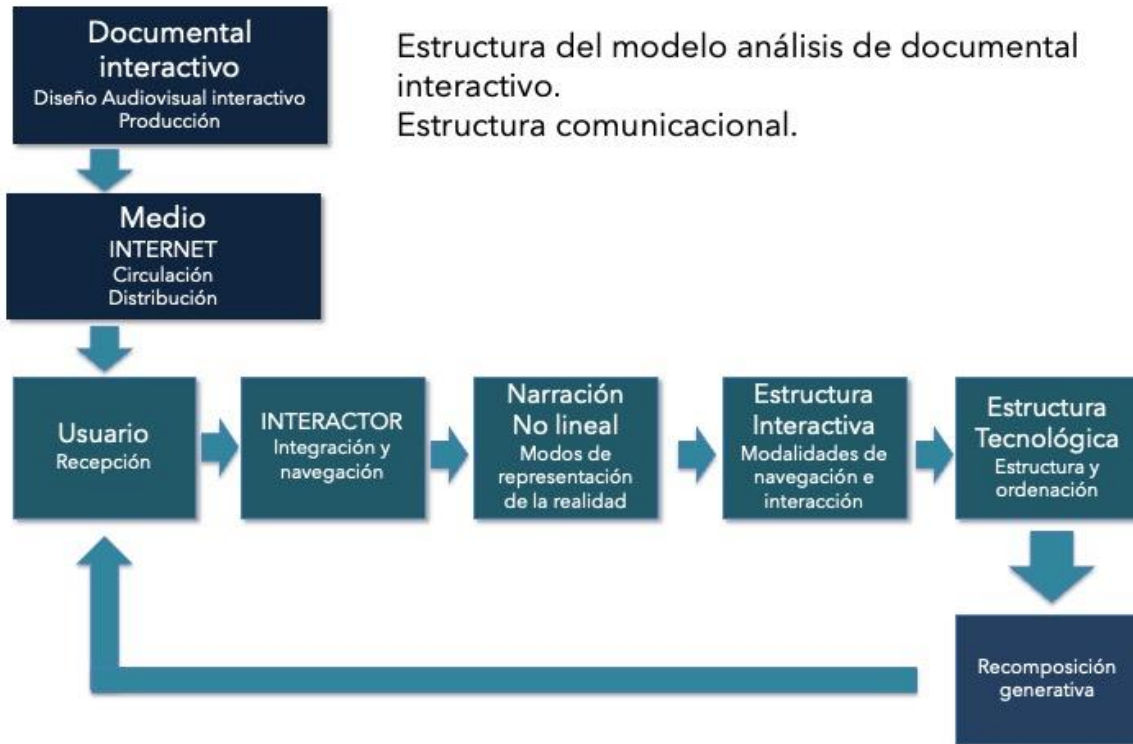 Documental
interactivo
Diseño Audiovisual interactivo
Producción
Estructura del modelo análisis de documental
interactivo.
Estructura comunicacional.
Medio
INTERNET
Circulación
Distribución
Usuario
Recepción
INTERACTOR
Integración y
navegación
Narración
No lineal
Modos de
representación
de la realidad
Estructura
Interactiva
Modalidades de
navegación e
interacción
Estructura
Tecnológica
Estructura y
ordenación
Recomposición
generativa